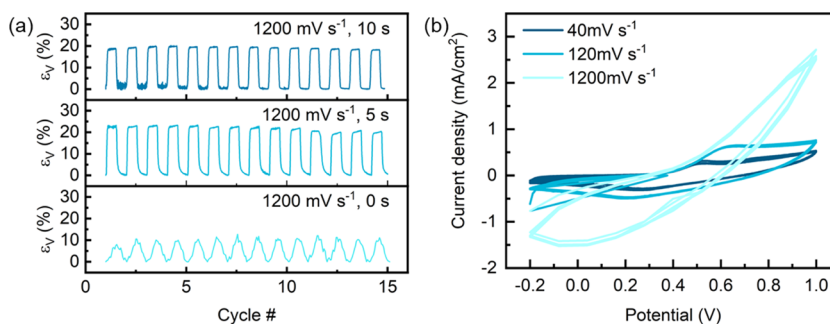 (a)
1200 mV s⁻¹, 10 s
30
20
10
0
εV (%)
1200 mV s⁻¹, 5 s
30
20
10
0
εV (%)
1200 mV s⁻¹, 0 s
30
20
10
0
εV (%)
0 5 10 15
Cycle #
(b)
40mV s⁻¹
120mV s⁻¹
1200mV s⁻¹
3
2
1
0
-1
-2
Current density (mA/cm²)
-0.2 0.0 0.2 0.4 0.6 0.8 1.0
Potential (V)